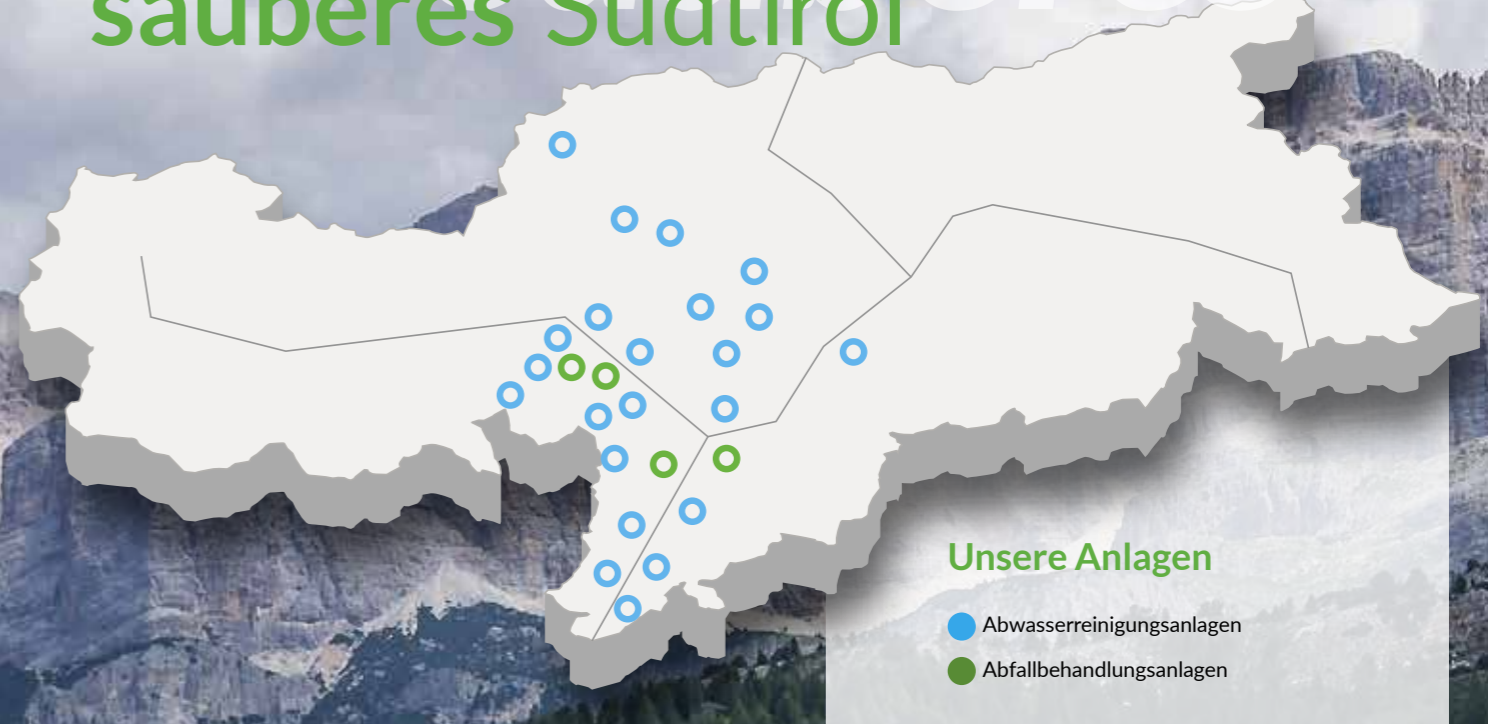 sauberes Südtirol
Unsere Anlagen
Abwasserreinigungsanlagen
Abfallbehandlungsanlagen